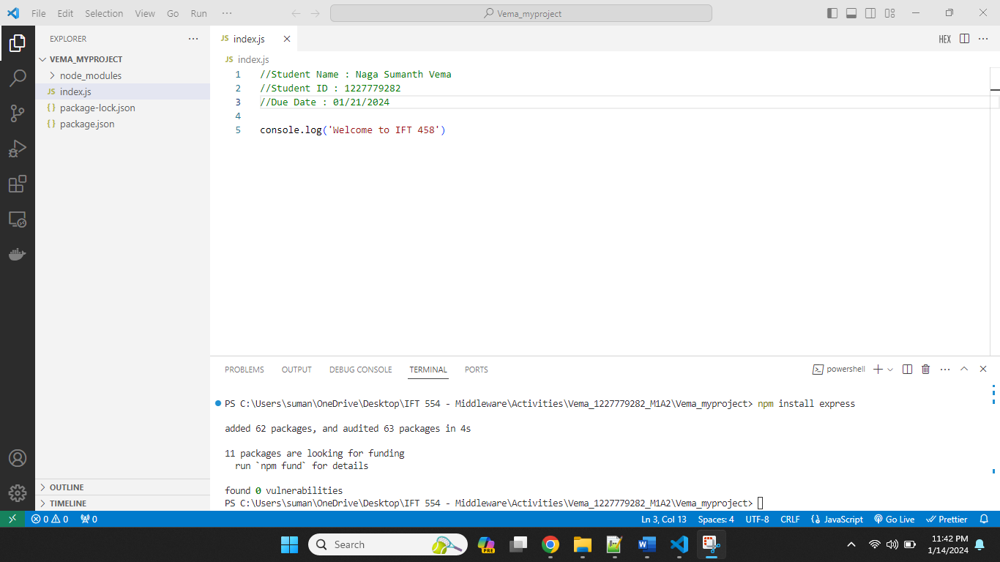 File Edit Selection View Go Run ···
Vema_myproject
EXPLORER ···
VEMA_MYPROJECT
node_modules
JS index.js
{} package-lock.json
{} package.json
OUTLINE
TIMELINE
JS index.js
HEX ···
JS index.js
1 //Student Name : Naga Sumanth Vema
2 //Student ID : 1227779282
3 //Due Date : 01/21/2024
4
5 console.log('Welcome to IFT 458')
PROBLEMS OUTPUT DEBUG CONSOLE TERMINAL PORTS
powershell
PS C:\Users\suman\OneDrive\Desktop\IFT 554 - Middleware\Activities\Vema_1227779282_M1A2\Vema_myproject> npm install express
added 62 packages, and audited 63 packages in 4s
11 packages are looking for funding
run `npm fund` for details
found 0 vulnerabilities
PS C:\Users\suman\OneDrive\Desktop\IFT 554 - Middleware\Activities\Vema_1227779282_M1A2\Vema_myproject>
0 0 0
Ln 3, Col 13 Spaces: 4 UTF-8 CRLF {} JavaScript Go Live Prettier
Search
PRE
W
11:42 PM
1/14/2024